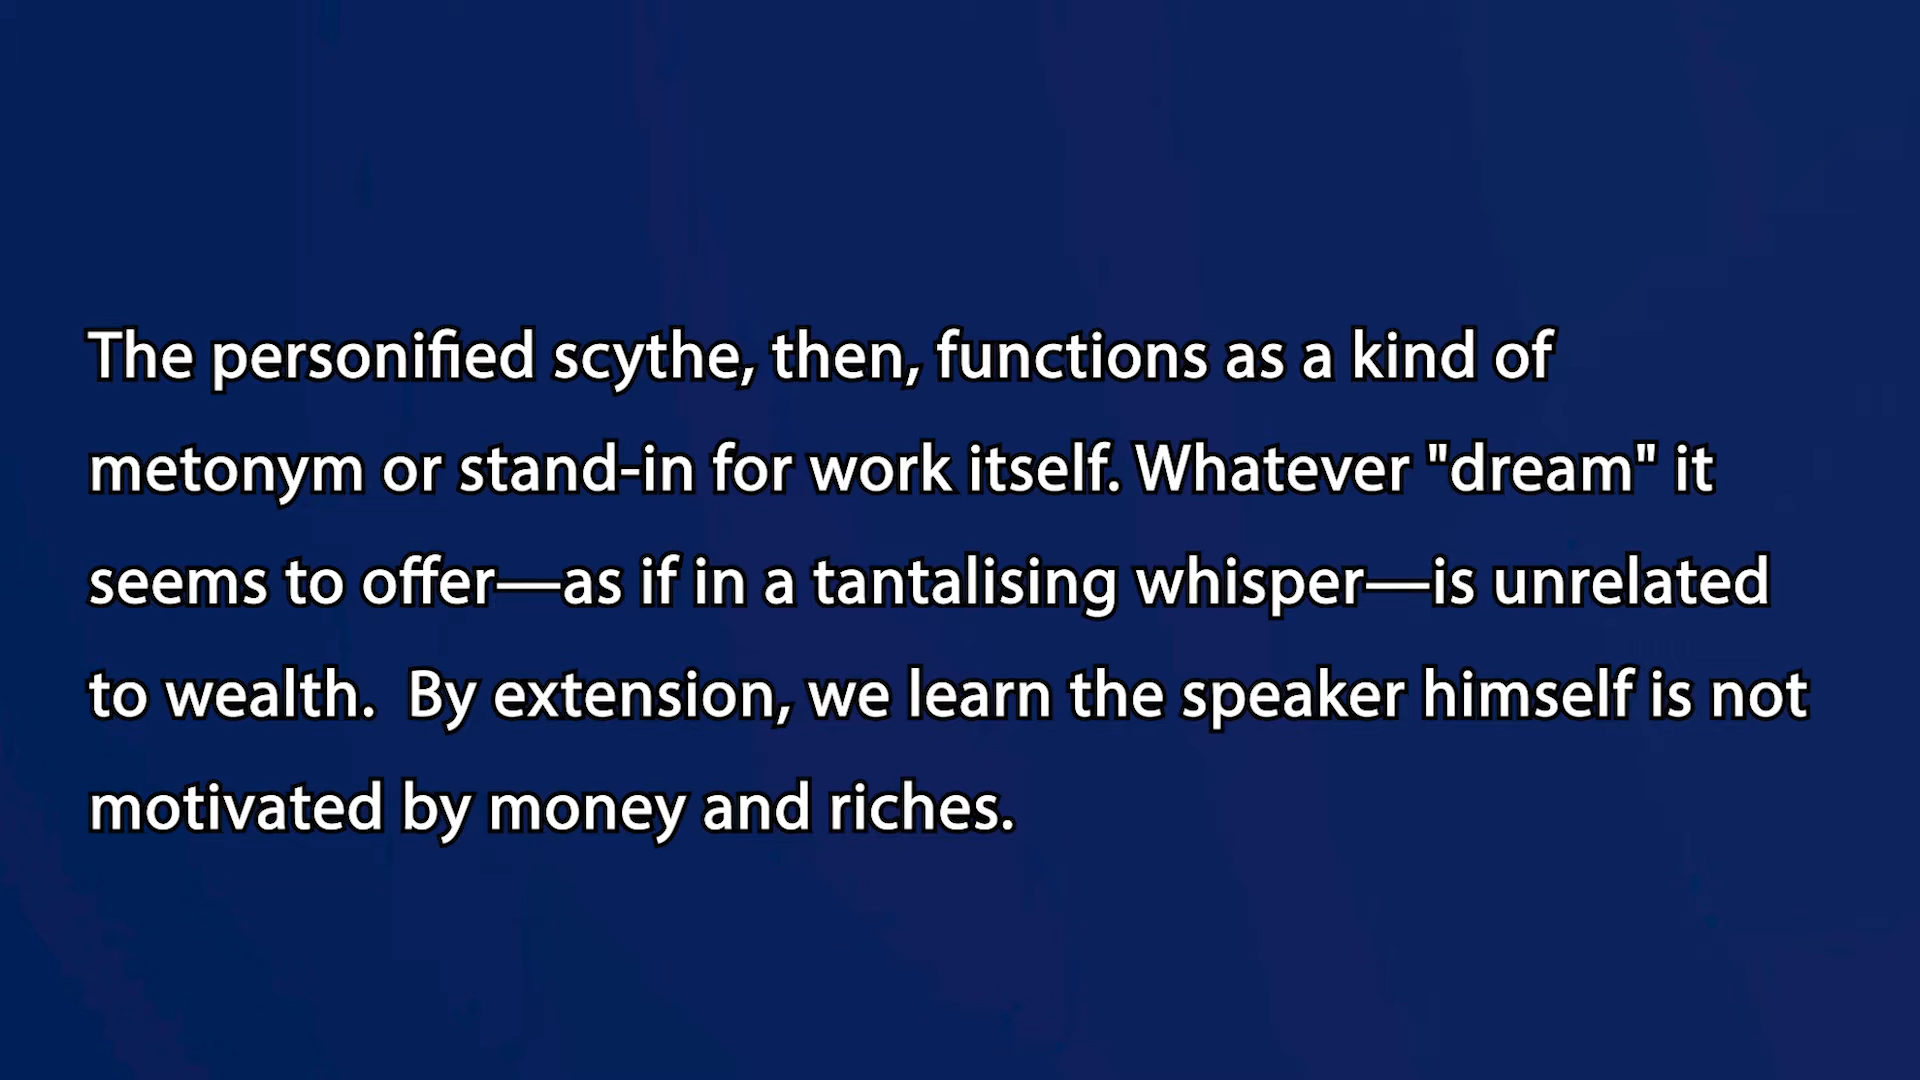 The personified scythe, then, functions as a kind of
metonym or stand-in for work itself. Whatever "dream" it
seems to offer—as if in a tantalising whisper—is unrelated
to wealth.  By extension, we learn the speaker himself is not
motivated by money and riches.